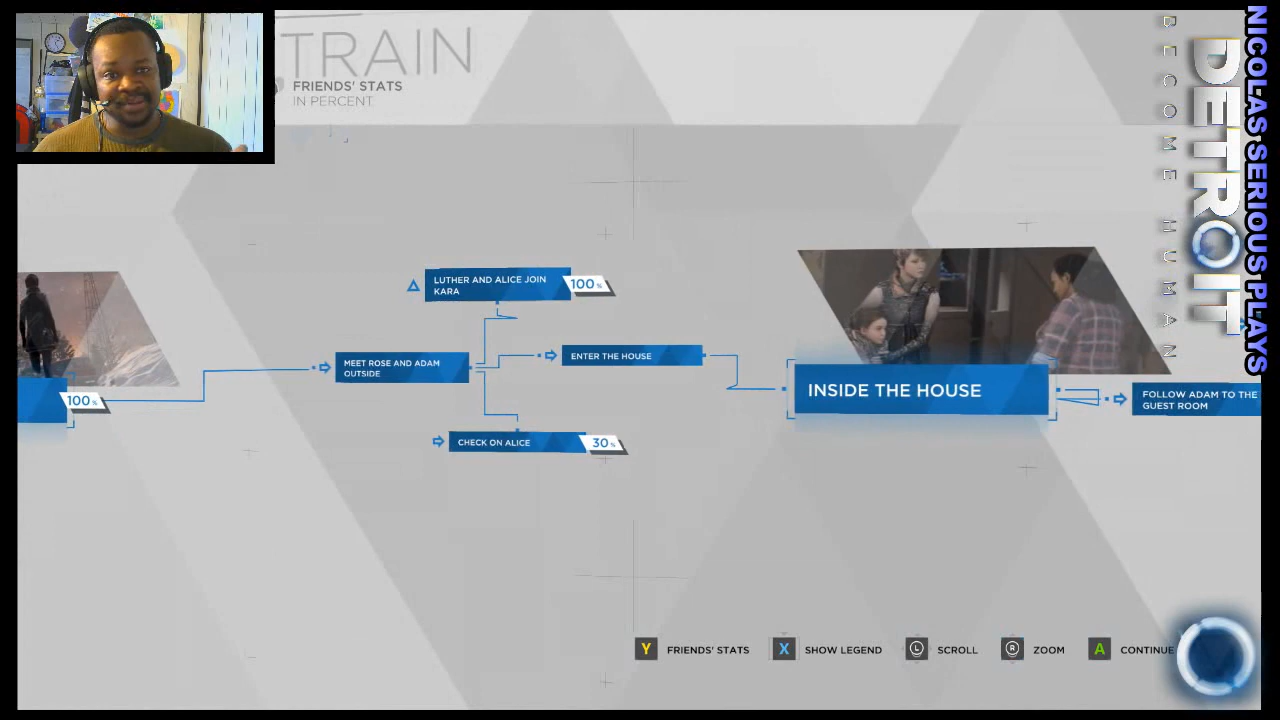 TRAIN
FRIENDS' STATS
IN PERCENT
LUTHER AND ALICE JOIN
KARA
100%
MEET ROSE AND ADAM
OUTSIDE
ENTER THE HOUSE
100%
CHECK ON ALICE
30%
INSIDE THE HOUSE
FOLLOW ADAM TO THE
GUEST ROOM
Y FRIENDS' STATS
X SHOW LEGEND
L SCROLL
R ZOOM
A CONTINUE
BECOME HUMAN
DETROIT
NICOLAS SERIOUS PLAYS